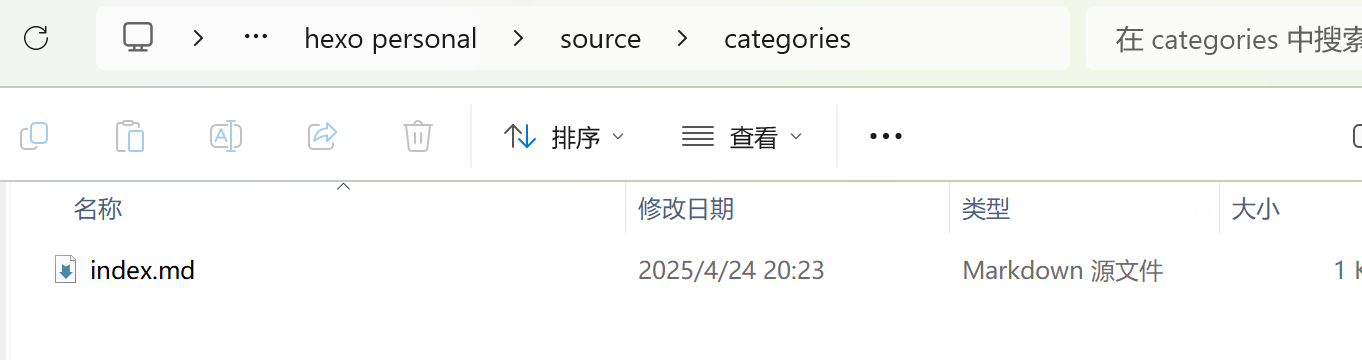 … hexo personal source categories 在 categories 中搜索
排序 查看 …
名称 修改日期 类型 大小
index.md 2025/4/24 20:23 Markdown 源文件 1